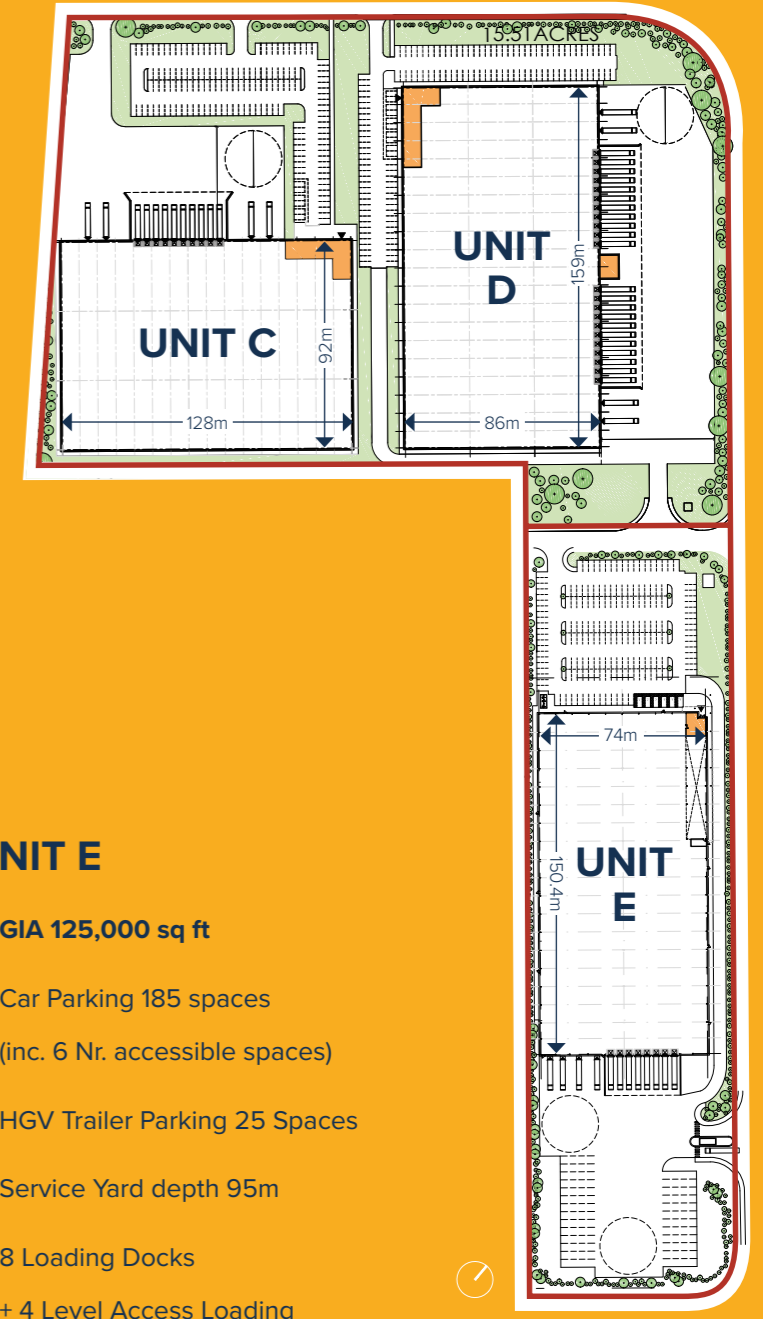 15.51 ACRES
UNIT
D
159m
UNIT C
92m
128m
86m
74m
150.4m
UNIT
E
NIT E
GIA 125,000 sq ft
Car Parking 185 spaces
(inc. 6 Nr. accessible spaces)
HGV Trailer Parking 25 Spaces
Service Yard depth 95m
8 Loading Docks
+ 4 Level Access Loading